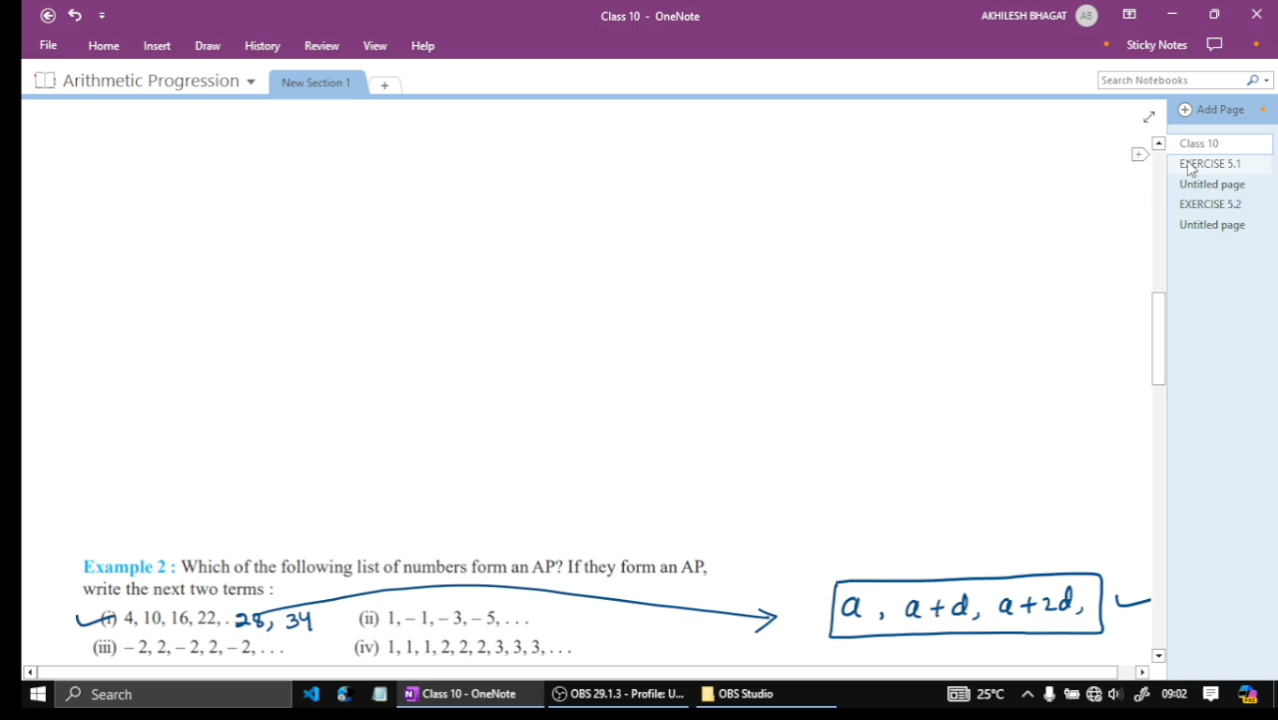 Class 10 - OneNote
AKHILESH BHAGAT AB
File Home Insert Draw History Review View Help
Sticky Notes
Arithmetic Progression New Section 1
Search Notebooks
Add Page
Class 10
EXERCISE 5.1
Untitled page
EXERCISE 5.2
Untitled page
Example 2 : Which of the following list of numbers form an AP? If they form an AP,
write the next two terms :
(i) 4, 10, 16, 22, . 28, 34 (ii) 1, – 1, – 3, – 5, . . .
a, a+d, a+2d,
(iii) – 2, 2, – 2, 2, – 2, . . . (iv) 1, 1, 1, 2, 2, 2, 3, 3, 3, . . .
Search Class 10 - OneNote OBS 29.1.3 - Profile: U... OBS Studio 25°C 09:02